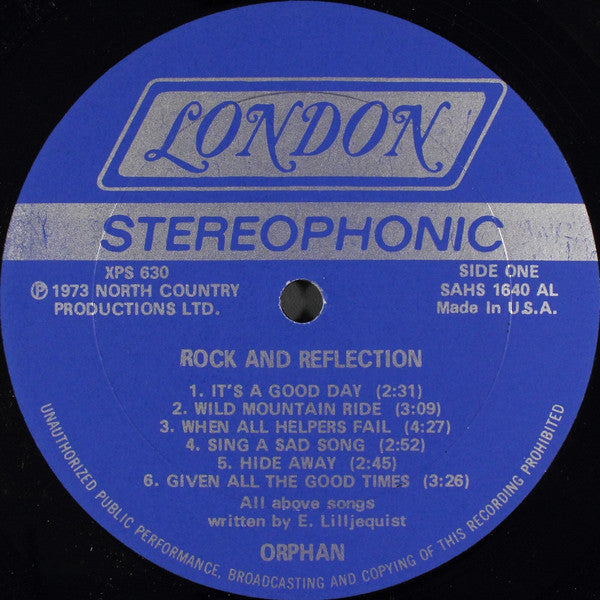 LONDON
STEREOPHONIC
XPS 630
℗ 1973 NORTH COUNTRY
PRODUCTIONS LTD.
SIDE ONE
SAHS 1640 AL
Made in U.S.A.
ROCK AND REFLECTION
1. IT'S A GOOD DAY (2:31)
2. WILD MOUNTAIN RIDE (3:09)
3. WHEN ALL HELPERS FAIL (4:27)
4. SING A SAD SONG (2:52)
5. HIDE AWAY (2:45)
6. GIVEN ALL THE GOOD TIMES (3:26)
All above songs
written by E. Lilljequist
ORPHAN
UNAUTHORIZED PUBLIC PERFORMANCE, BROADCASTING AND COPYING OF THIS RECORDING PROHIBITED